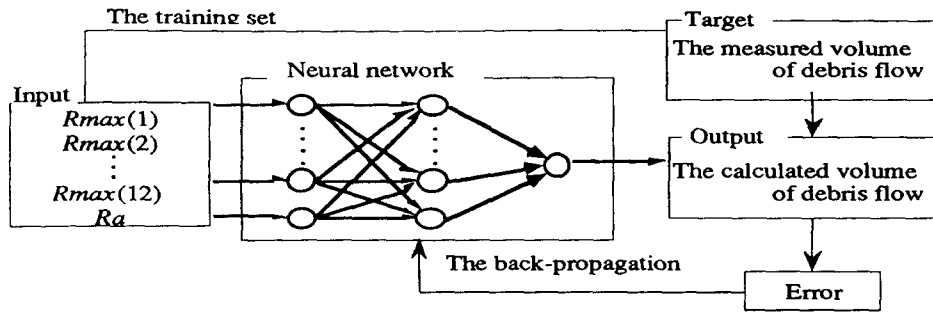 The training set
Target
The measured volume
of debris flow
Neural network
Input
Rmax(1)
Rmax(2)
⋮
Rmax(12)
Ra
Output
The calculated volume
of debris flow
The back-propagation
Error